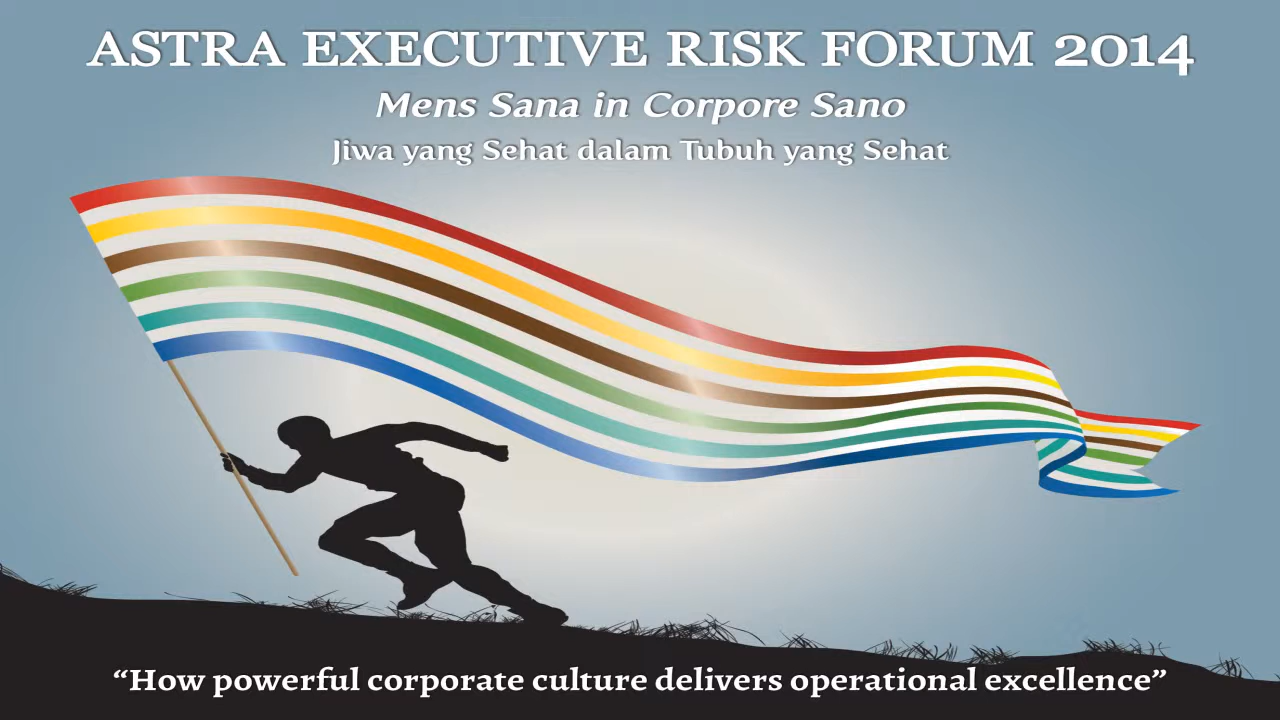 ASTRA EXECUTIVE RISK FORUM 2014
Mens Sana in Corpore Sano
Jiwa yang Sehat dalam Tubuh yang Sehat
“How powerful corporate culture delivers operational excellence”